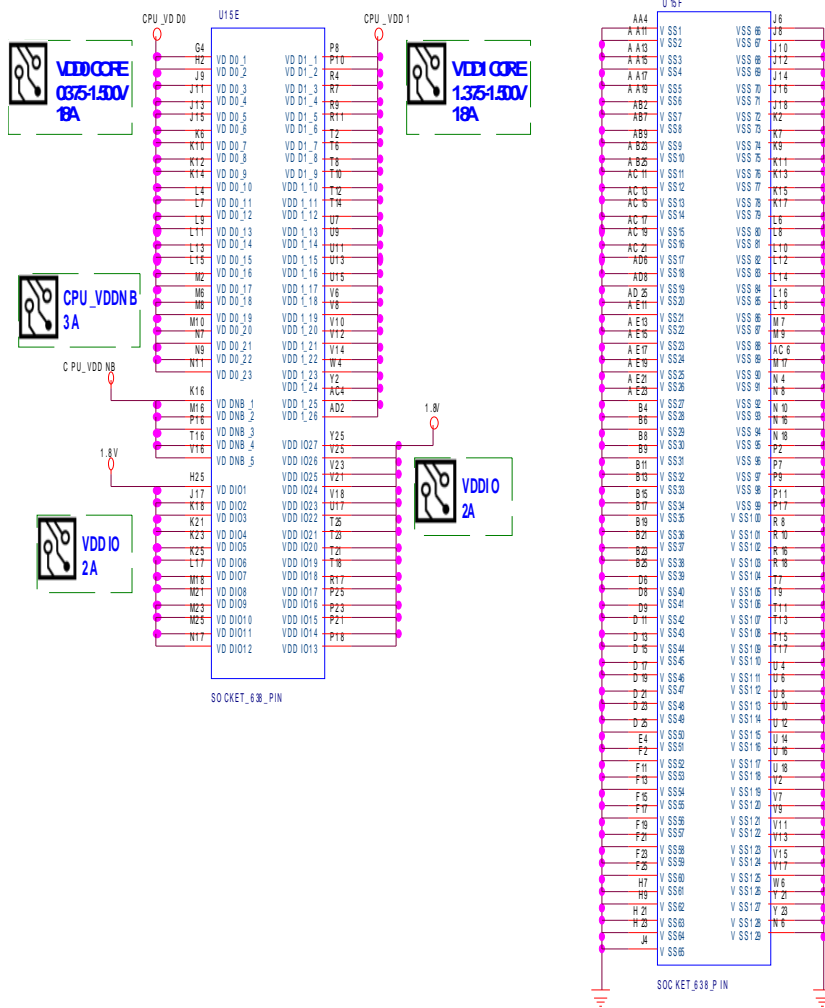 U15E
CPU_VDD0
CPU_VDD1
VDD0 CORE
0.375-1.500V
18A
VDD1 CORE
1.375-1.500V
18A
G4 VDD0_1 VDD1_1 P8
H2 VDD0_2 VDD1_2 P10
J9 VDD0_3 VDD1_3 R4
J11 VDD0_4 VDD1_4 R7
J13 VDD0_5 VDD1_5 R9
J15 VDD0_6 VDD1_6 R11
K6 VDD0_7 VDD1_7 T2
K10 VDD0_8 VDD1_8 T6
K12 VDD0_9 VDD1_9 T8
K14 VDD0_10 VDD1_10 T10
L4 VDD0_11 VDD1_11 T12
L7 VDD0_12 VDD1_12 T14
L9 VDD0_13 VDD1_13 U7
L11 VDD0_14 VDD1_14 U9
L13 VDD0_15 VDD1_15 U11
L15 VDD0_16 VDD1_16 U13
M2 VDD0_17 VDD1_17 U15
M6 VDD0_18 VDD1_18 V6
M8 VDD0_19 VDD1_19 V8
M10 VDD0_20 VDD1_20 V10
N7 VDD0_21 VDD1_21 V12
N9 VDD0_22 VDD1_22 V14
N11 VDD0_23 VDD1_23 W4
VDD1_24 Y2
VDD1_25 AC4
VDD1_26 AD2
CPU_VDDNB
3A
CPU_VDDNB
K16 VDDNB_1
M16 VDDNB_2
P16 VDDNB_3
T16 VDDNB_4
V16 VDDNB_5
1.8V
1.8V
H25 VDDIO1
J17 VDDIO2
K18 VDDIO3
K21 VDDIO4
K23 VDDIO5
K25 VDDIO6
L17 VDDIO7
M18 VDDIO8
M21 VDDIO9
M23 VDDIO10
M25 VDDIO11
N17 VDDIO12
VDDIO27 Y25
VDDIO26 V25
VDDIO25 V23
VDDIO24 V21
VDDIO23 V18
VDDIO22 U17
VDDIO21 T25
VDDIO20 T23
VDDIO19 T21
VDDIO18 T18
VDDIO17 R17
VDDIO16 P25
VDDIO15 P23
VDDIO14 P21
VDDIO13 P18
VDDIO
2A
VDDIO
2A
SOCKET_638_PIN
U15F
AA4 VSS1 VSS66 J6
AA11 VSS2 VSS67 J8
AA13 VSS3 VSS68 J10
AA15 VSS4 VSS69 J12
AA17 VSS5 VSS70 J14
AA19 VSS6 VSS71 J16
AB2 VSS7 VSS72 J18
AB7 VSS8 VSS73 K2
AB9 VSS9 VSS74 K7
AB23 VSS10 VSS75 K9
AB25 VSS11 VSS76 K11
AC11 VSS12 VSS77 K13
AC13 VSS13 VSS78 K15
AC15 VSS14 VSS79 K17
AC17 VSS15 VSS80 L6
AC19 VSS16 VSS81 L8
AC21 VSS17 VSS82 L10
AD6 VSS18 VSS83 L12
AD8 VSS19 VSS84 L14
AD25 VSS20 VSS85 L16
AE11 VSS21 VSS86 L18
AE13 VSS22 VSS87 M7
AE15 VSS23 VSS88 M9
AE17 VSS24 VSS89 AC6
AE19 VSS25 VSS90 M17
AE21 VSS26 VSS91 N4
AE23 VSS27 VSS92 N8
B4 VSS28 VSS93 N10
B6 VSS29 VSS94 N16
B8 VSS30 VSS95 N18
B9 VSS31 VSS96 P2
B11 VSS32 VSS97 P7
B13 VSS33 VSS98 P9
B15 VSS34 VSS99 P11
B17 VSS35 VSS100 P17
B19 VSS36 VSS101 R8
B21 VSS37 VSS102 R10
B23 VSS38 VSS103 R16
B25 VSS39 VSS104 R18
D6 VSS40 VSS105 T7
D8 VSS41 VSS106 T9
D9 VSS42 VSS107 T11
D11 VSS43 VSS108 T13
D13 VSS44 VSS109 T15
D15 VSS45 VSS110 T17
D17 VSS46 VSS111 U4
D19 VSS47 VSS112 U6
D21 VSS48 VSS113 U8
D23 VSS49 VSS114 U10
D25 VSS50 VSS115 U12
E4 VSS51 VSS116 U14
F2 VSS52 VSS117 U16
F11 VSS53 VSS118 U18
F13 VSS54 VSS119 V2
F15 VSS55 VSS120 V7
F17 VSS56 VSS121 V9
F19 VSS57 VSS122 V11
F21 VSS58 VSS123 V13
F23 VSS59 VSS124 V15
F25 VSS60 VSS125 V17
H7 VSS61 VSS126 W6
H9 VSS62 VSS127 Y21
H21 VSS63 VSS128 Y23
H23 VSS64 VSS129 N6
J4 VSS65
SOCKET_638_PIN